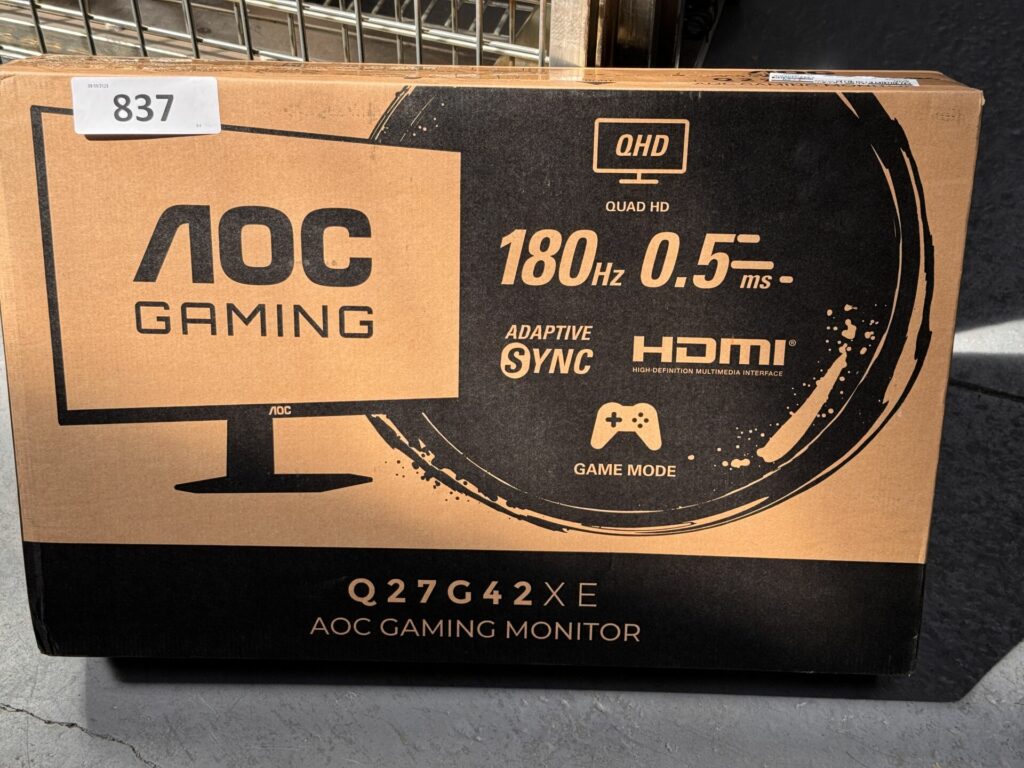 837
AOC
GAMING
AOC
QHD
QUAD HD
180Hz 0.5ms
ADAPTIVE
SYNC
HDMI®
HIGH-DEFINITION MULTIMEDIA INTERFACE
GAME MODE
Q27G42XE
AOC GAMING MONITOR